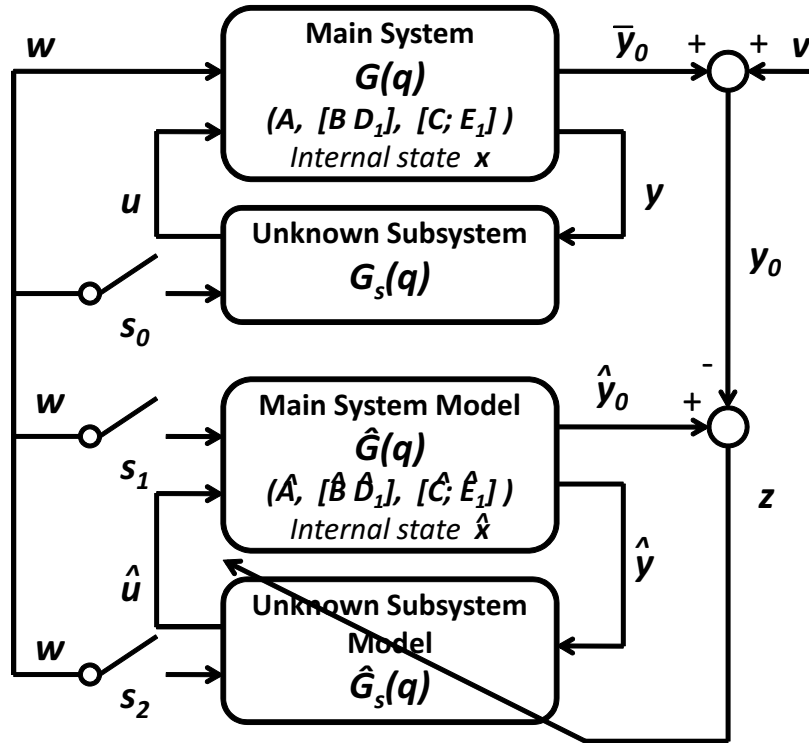 w
Main System
G(q)
(A, [B D₁], [C; E₁] )
Internal state x
ȳ₀
+
+
v
u
y
Unknown Subsystem
Gₛ(q)
s₀
y₀
w
s₁
Main System Model
Ĝ(q)
(Â, [B̂ D̂₁], [Ĉ; Ê₁] )
Internal state x̂
ŷ₀
+
-
z
û
ŷ
w
s₂
Unknown Subsystem
Model
Ĝₛ(q)